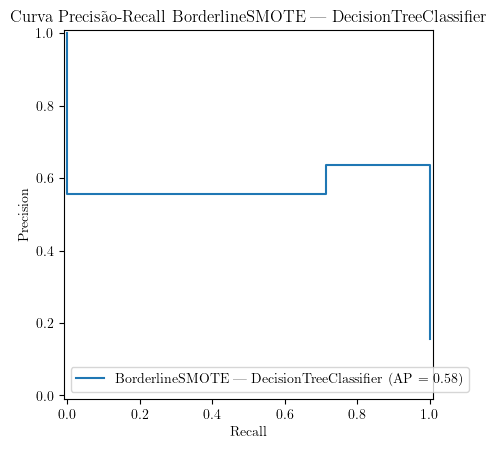 Curva Precisão-Recall BorderlineSMOTE — DecisionTreeClassifier
1.0
0.8
0.6
0.4
0.2
0.0
Precision
BorderlineSMOTE — DecisionTreeClassifier (AP = 0.58)
0.0 0.2 0.4 0.6 0.8 1.0
Recall